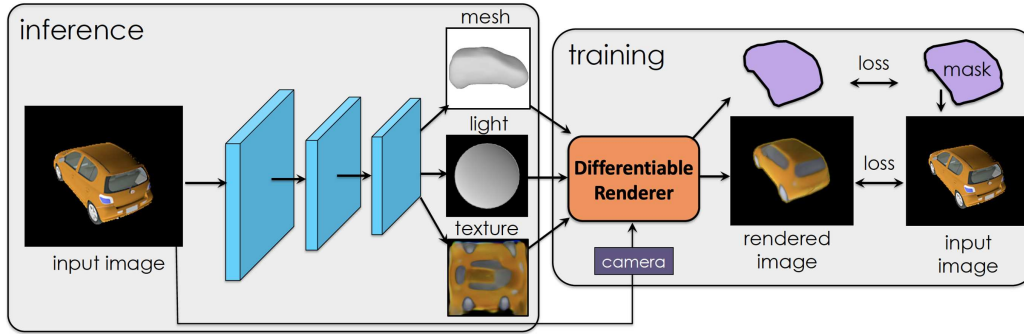 inference
input image
mesh
light
texture
training
Differentiable
Renderer
camera
loss
mask
loss
rendered
image
input
image